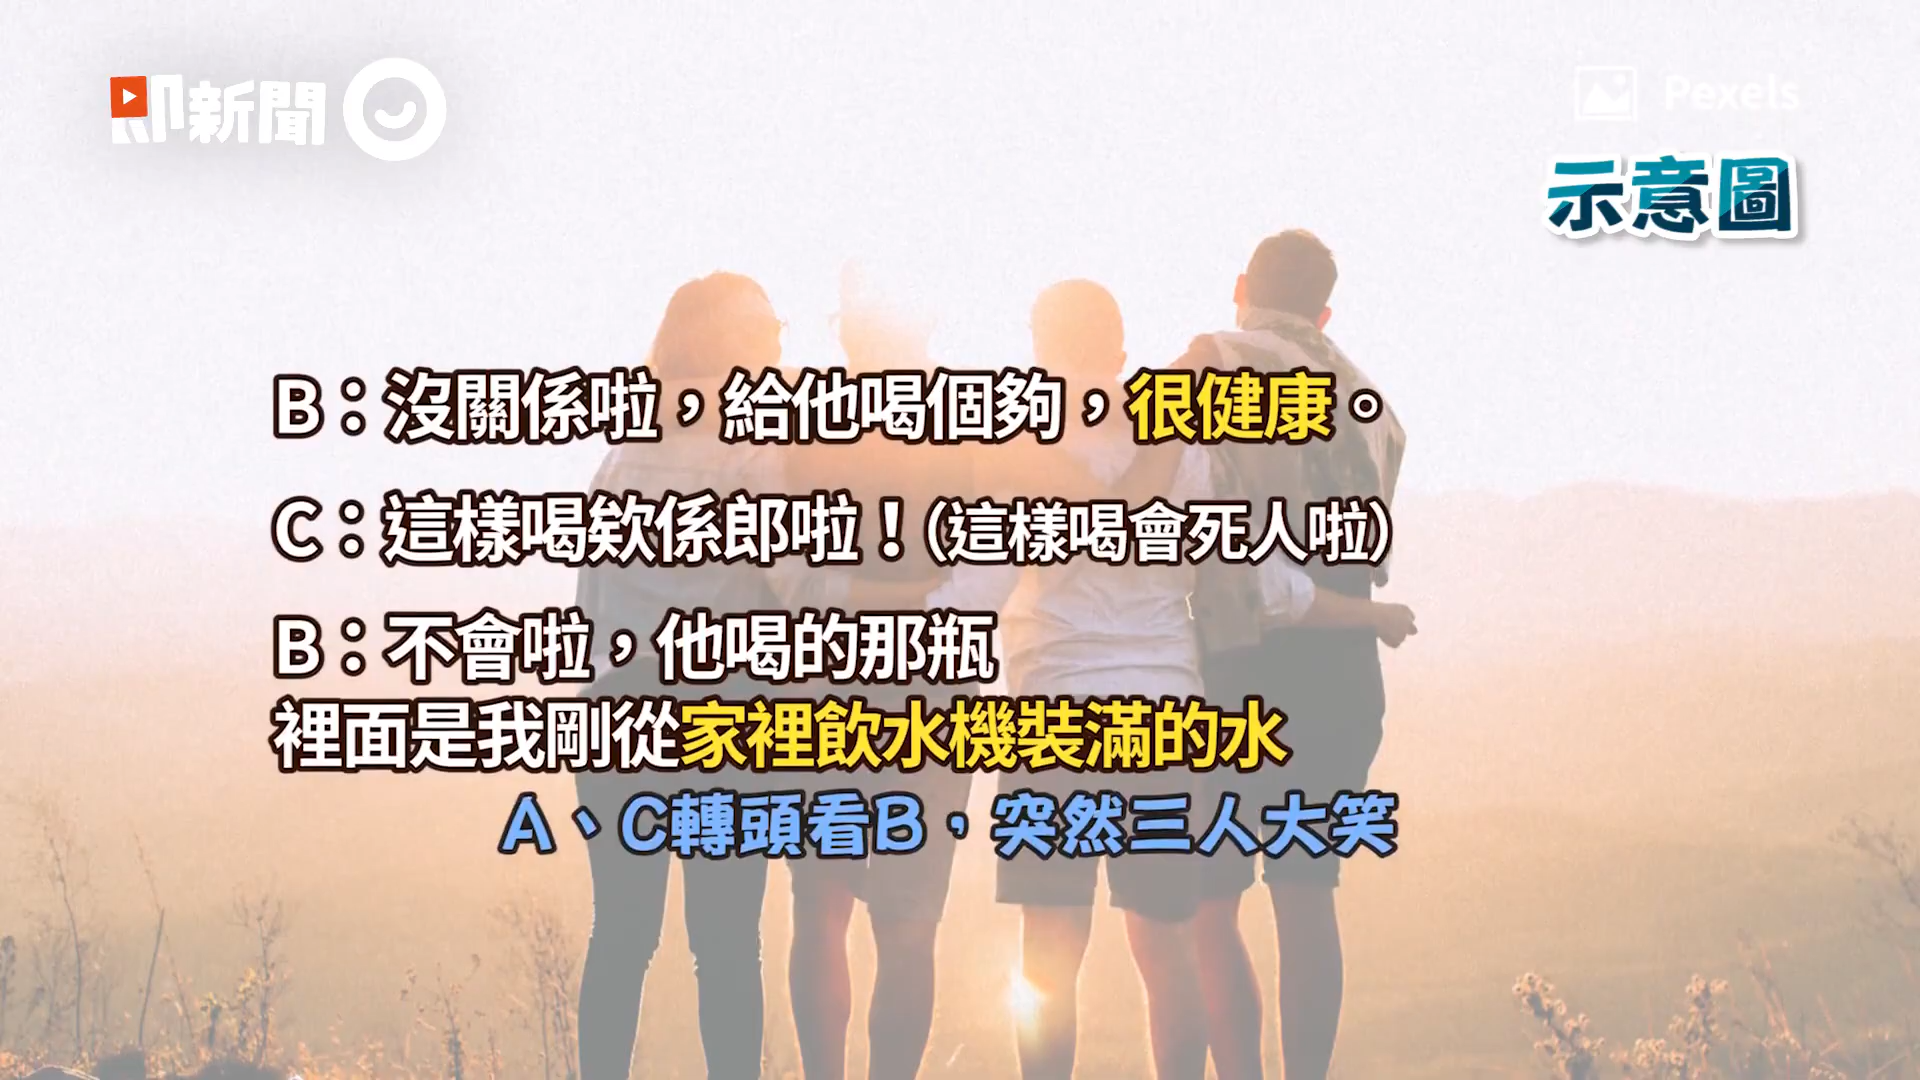 即新聞
Pexels
示意圖
B：沒關係啦，給他喝個夠，很健康。
C：這樣喝欸係郎啦！(這樣喝會死人啦)
B：不會啦，他喝的那瓶
裡面是我剛從家裡飲水機裝滿的水
A、C轉頭看B，突然三人大笑